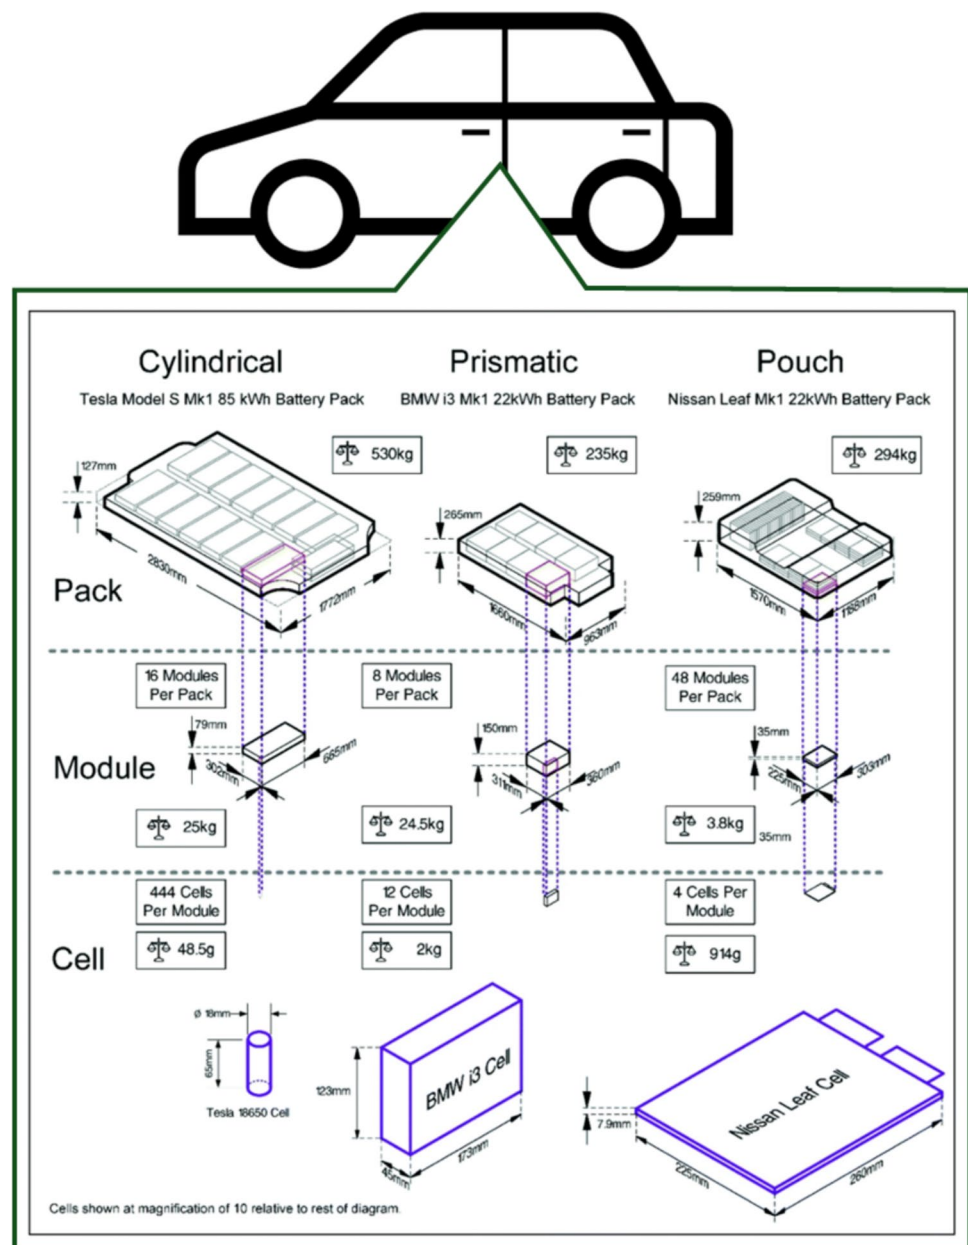 Cylindrical
Prismatic
Pouch
Tesla Model S Mk1 85 kWh Battery Pack
BMW i3 Mk1 22kWh Battery Pack
Nissan Leaf Mk1 22kWh Battery Pack
530kg
235kg
294kg
127mm
265mm
259mm
2830mm
1772mm
1660mm
963mm
1570mm
1188mm
Pack
16 Modules
Per Pack
8 Modules
Per Pack
48 Modules
Per Pack
79mm
150mm
35mm
Module
302mm
665mm
311mm
360mm
225mm
303mm
25kg
24.5kg
3.8kg
35mm
444 Cells
Per Module
12 Cells
Per Module
4 Cells Per
Module
Cell
48.5g
2kg
914g
Ø 18mm
65mm
Tesla 18650 Cell
123mm
BMW i3 Cell
45mm
173mm
Nissan Leaf Cell
7.9mm
225mm
260mm
Cells shown at magnification of 10 relative to rest of diagram.